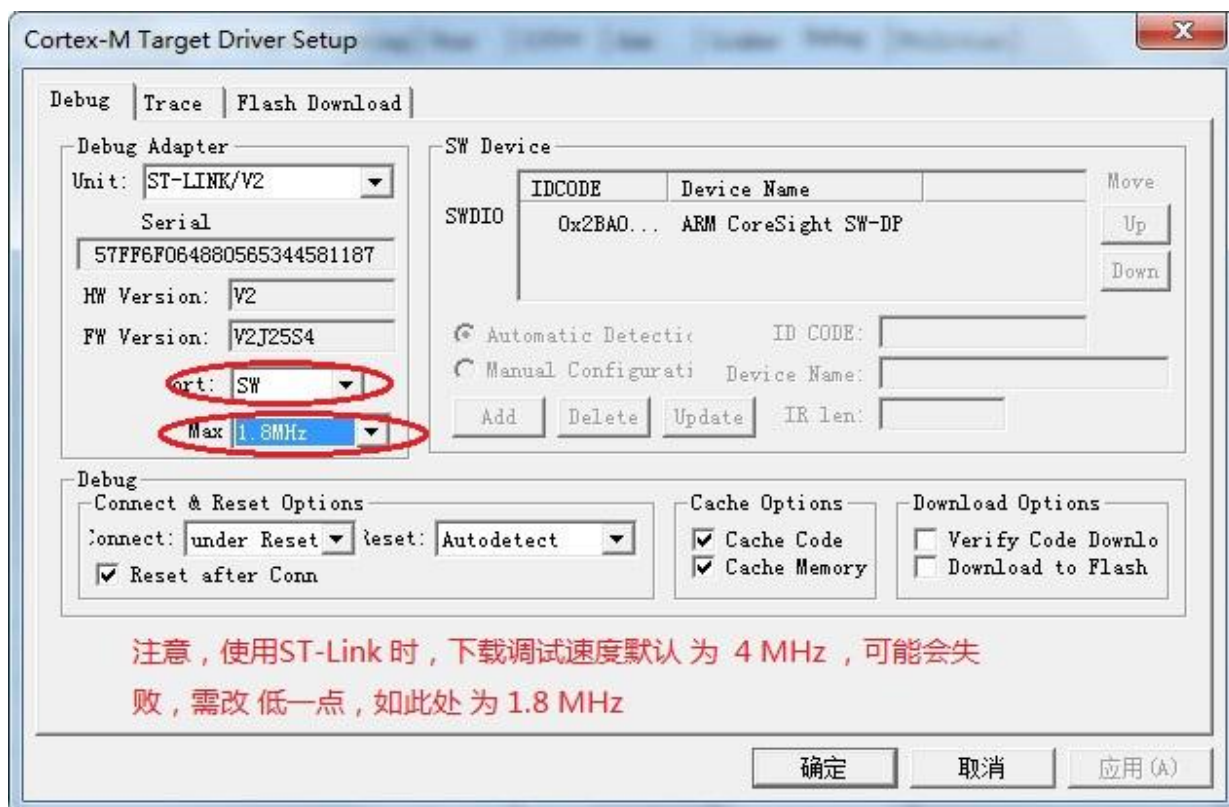 Cortex-M Target Driver Setup
Debug
Trace
Flash Download
Debug Adapter
Unit: ST-LINK/V2
Serial
57FF6F064880565344581187
HW Version: V2
FW Version: V2J25S4
ort: SW
Max 1.8MHz
SW Device
IDCODE Device Name
SWDIO 0x2BA0... ARM CoreSight SW-DP
Move
Up
Down
Automatic Detectic ID CODE:
Manual Configurati Device Name:
Add Delete Update IR len:
Debug
Connect & Reset Options
Connect: under Reset Reset: Autodetect
Reset after Conn
Cache Options
Cache Code
Cache Memory
Download Options
Verify Code Downlo
Download to Flash
注意，使用ST-Link 时，下载调试速度默认 为 4 MHz ，可能会失
败，需改 低一点，如此处 为 1.8 MHz
确定 取消 应用(A)